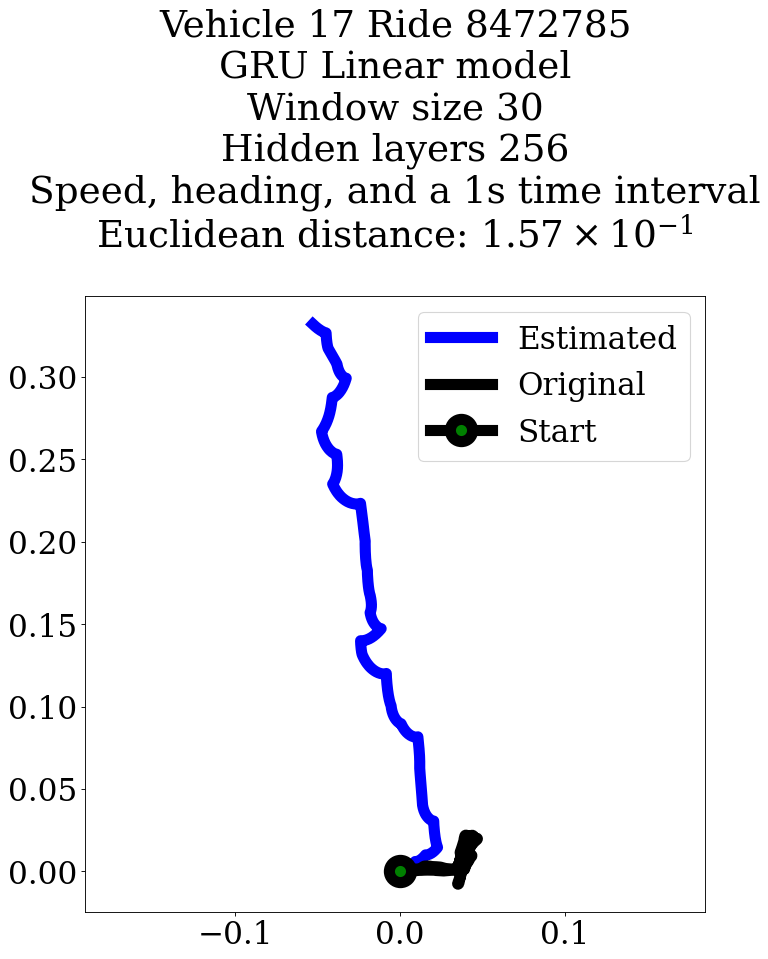 Vehicle 17 Ride 8472785
GRU Linear model
Window size 30
Hidden layers 256
Speed, heading, and a 1s time interval
Euclidean distance: 1.57 × 10⁻¹
Estimated
Original
Start
0.30
0.25
0.20
0.15
0.10
0.05
0.00
−0.1 0.0 0.1